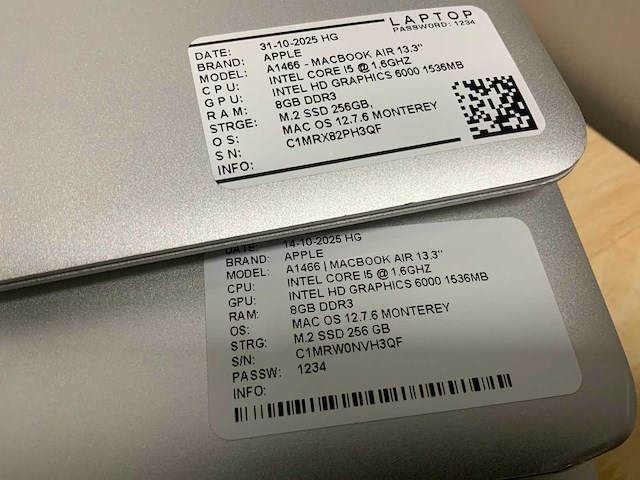 LAPTOP
PASSWORD: 1234
DATE: 31-10-2025 HG
BRAND: APPLE
MODEL: A1466 - MACBOOK AIR 13.3"
CPU: INTEL CORE I5 @ 1,6GHZ
GPU: INTEL HD GRAPHICS 6000 1536MB
RAM: 8GB DDR3
STRGE: M.2 SSD 256GB,
OS: MAC OS 12.7.6 MONTEREY
SN: C1MRX82PH3QF
INFO:
DATE: 14-10-2025 HG
BRAND: APPLE
MODEL: A1466 | MACBOOK AIR 13.3"
CPU: INTEL CORE I5 @ 1,6GHZ
GPU: INTEL HD GRAPHICS 6000 1536MB
RAM: 8GB DDR3
OS: MAC OS 12.7.6 MONTEREY
STRG: M.2 SSD 256 GB
S/N: C1MRW0NVH3QF
PASSW: 1234
INFO: